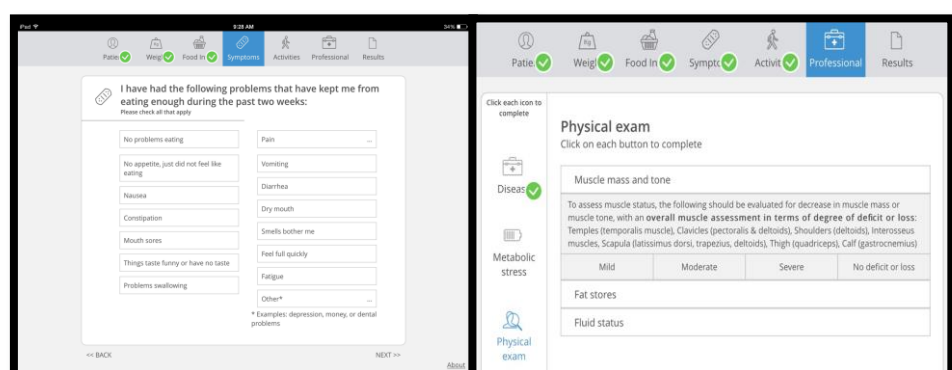 iPad
9:28 AM
34%
Patie
Weigl
Food In
Symptoms
Activities
Professional
Results
I have had the following problems that have kept me from
eating enough during the past two weeks:
Please check all that apply
No problems eating
No appetite, just did not feel like
eating
Nausea
Constipation
Mouth sores
Things taste funny or have no taste
Problems swallowing
Pain ...
Vomiting
Diarrhea
Dry mouth
Smells bother me
Feel full quickly
Fatigue
Other* ...
* Examples: depression, money, or dental
problems
<< BACK
NEXT >>
About
Patie
Weigl
Food In
Sympto
Activit
Professional
Results
Click each icon to
complete
Diseas
Metabolic
stress
Physical
exam
Physical exam
Click on each button to complete
Muscle mass and tone
To assess muscle status, the following should be evaluated for decrease in muscle mass or
muscle tone, with an overall muscle assessment in terms of degree of deficit or loss:
Temples (temporalis muscle), Clavicles (pectoralis & deltoids), Shoulders (deltoids), Interosseus
muscles, Scapula (latissimus dorsi, trapezius, deltoids), Thigh (quadriceps), Calf (gastrocnemius)
Mild
Moderate
Severe
No deficit or loss
Fat stores
Fluid status